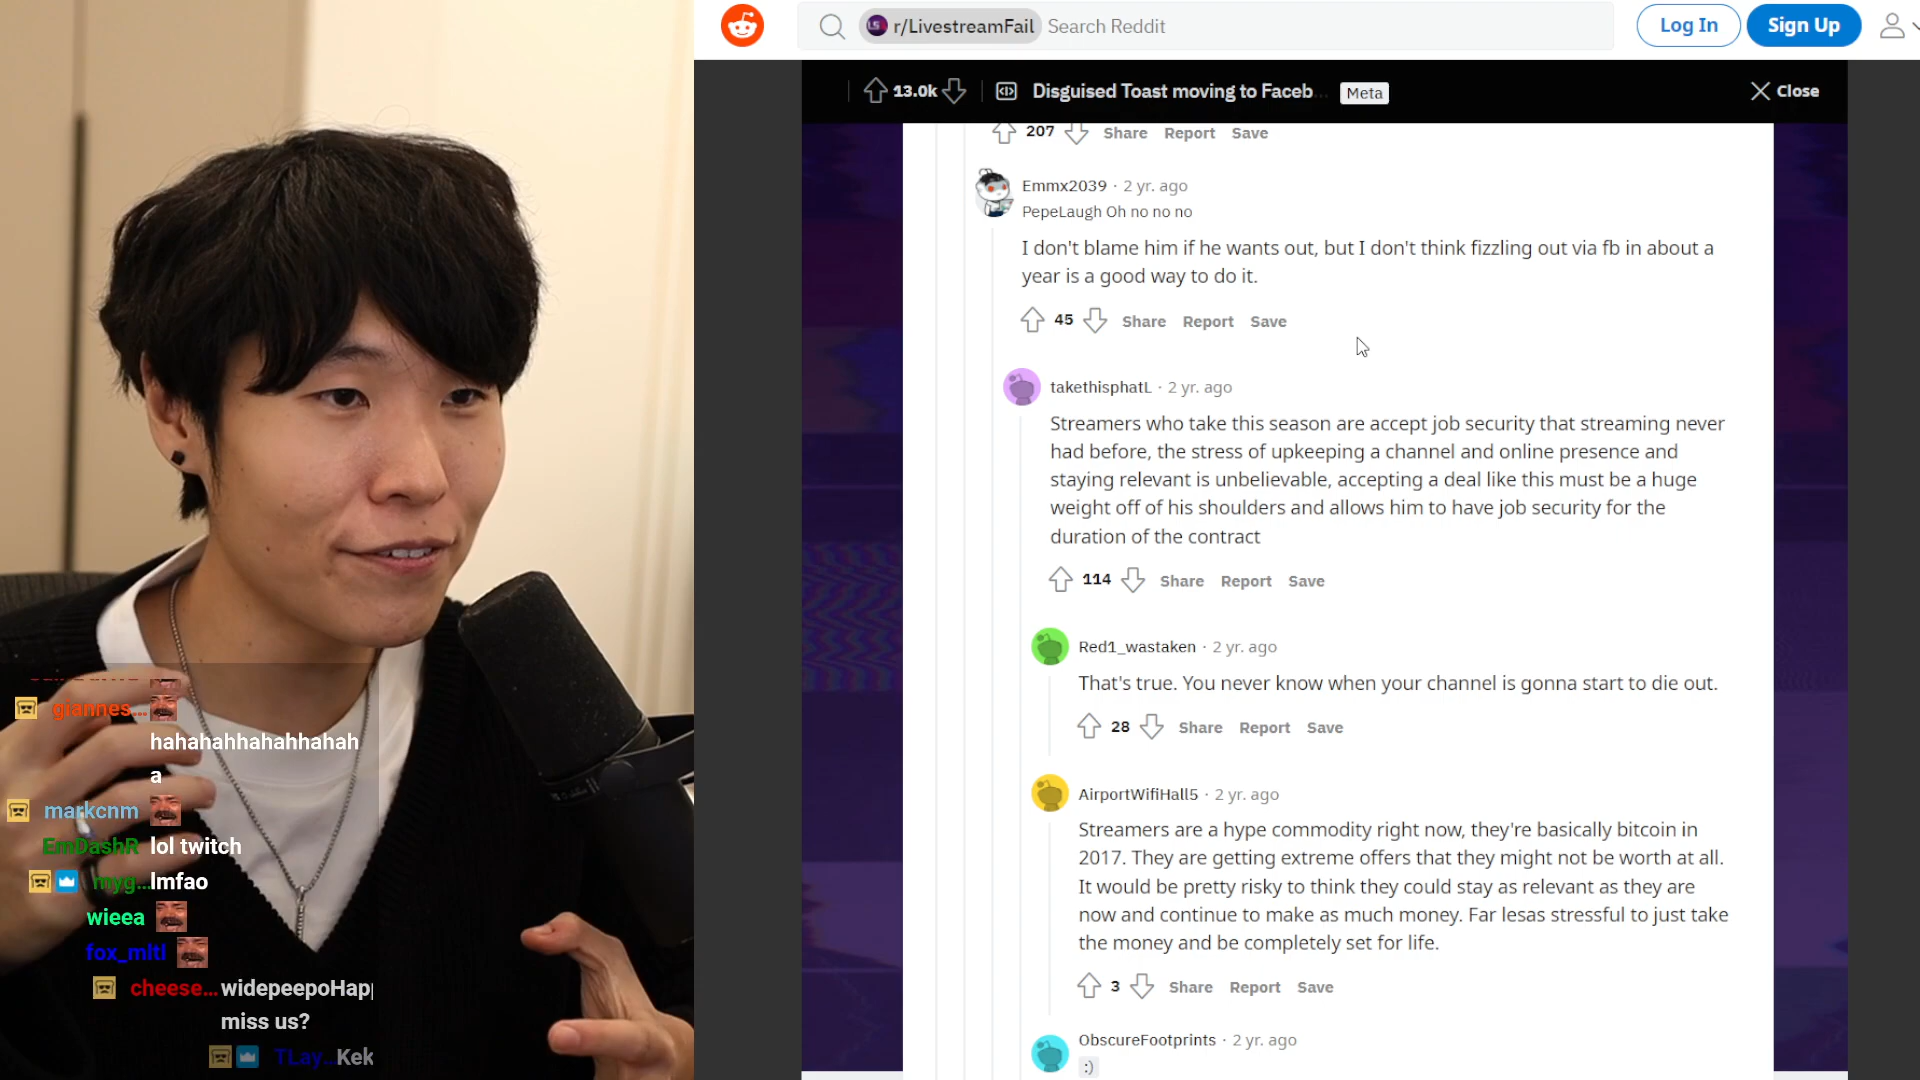 r/LivestreamFail Search Reddit
Log In
Sign Up
13.0k
Disguised Toast moving to Faceb...
Meta
Close
207 Share Report Save
Emmx2039 · 2 yr. ago
PepeLaugh Oh no no no
I don't blame him if he wants out, but I don't think fizzling out via fb in about a
year is a good way to do it.
45 Share Report Save
takethisphatL · 2 yr. ago
Streamers who take this season are accept job security that streaming never
had before, the stress of upkeeping a channel and online presence and
staying relevant is unbelievable, accepting a deal like this must be a huge
weight off of his shoulders and allows him to have job security for the
duration of the contract
114 Share Report Save
Red1_wastaken · 2 yr. ago
That's true. You never know when your channel is gonna start to die out.
28 Share Report Save
AirportWifiHall5 · 2 yr. ago
Streamers are a hype commodity right now, they're basically bitcoin in
2017. They are getting extreme offers that they might not be worth at all.
It would be pretty risky to think they could stay as relevant as they are
now and continue to make as much money. Far lesas stressful to just take
the money and be completely set for life.
3 Share Report Save
ObscureFootprints · 2 yr. ago
:)
giannes...
hahahahhahahhahah
a
markcnm
EmDashR lol twitch
myg... lmfao
wieea
fox_mltl
cheese... widepeepoHap
miss us?
TLay... Kek